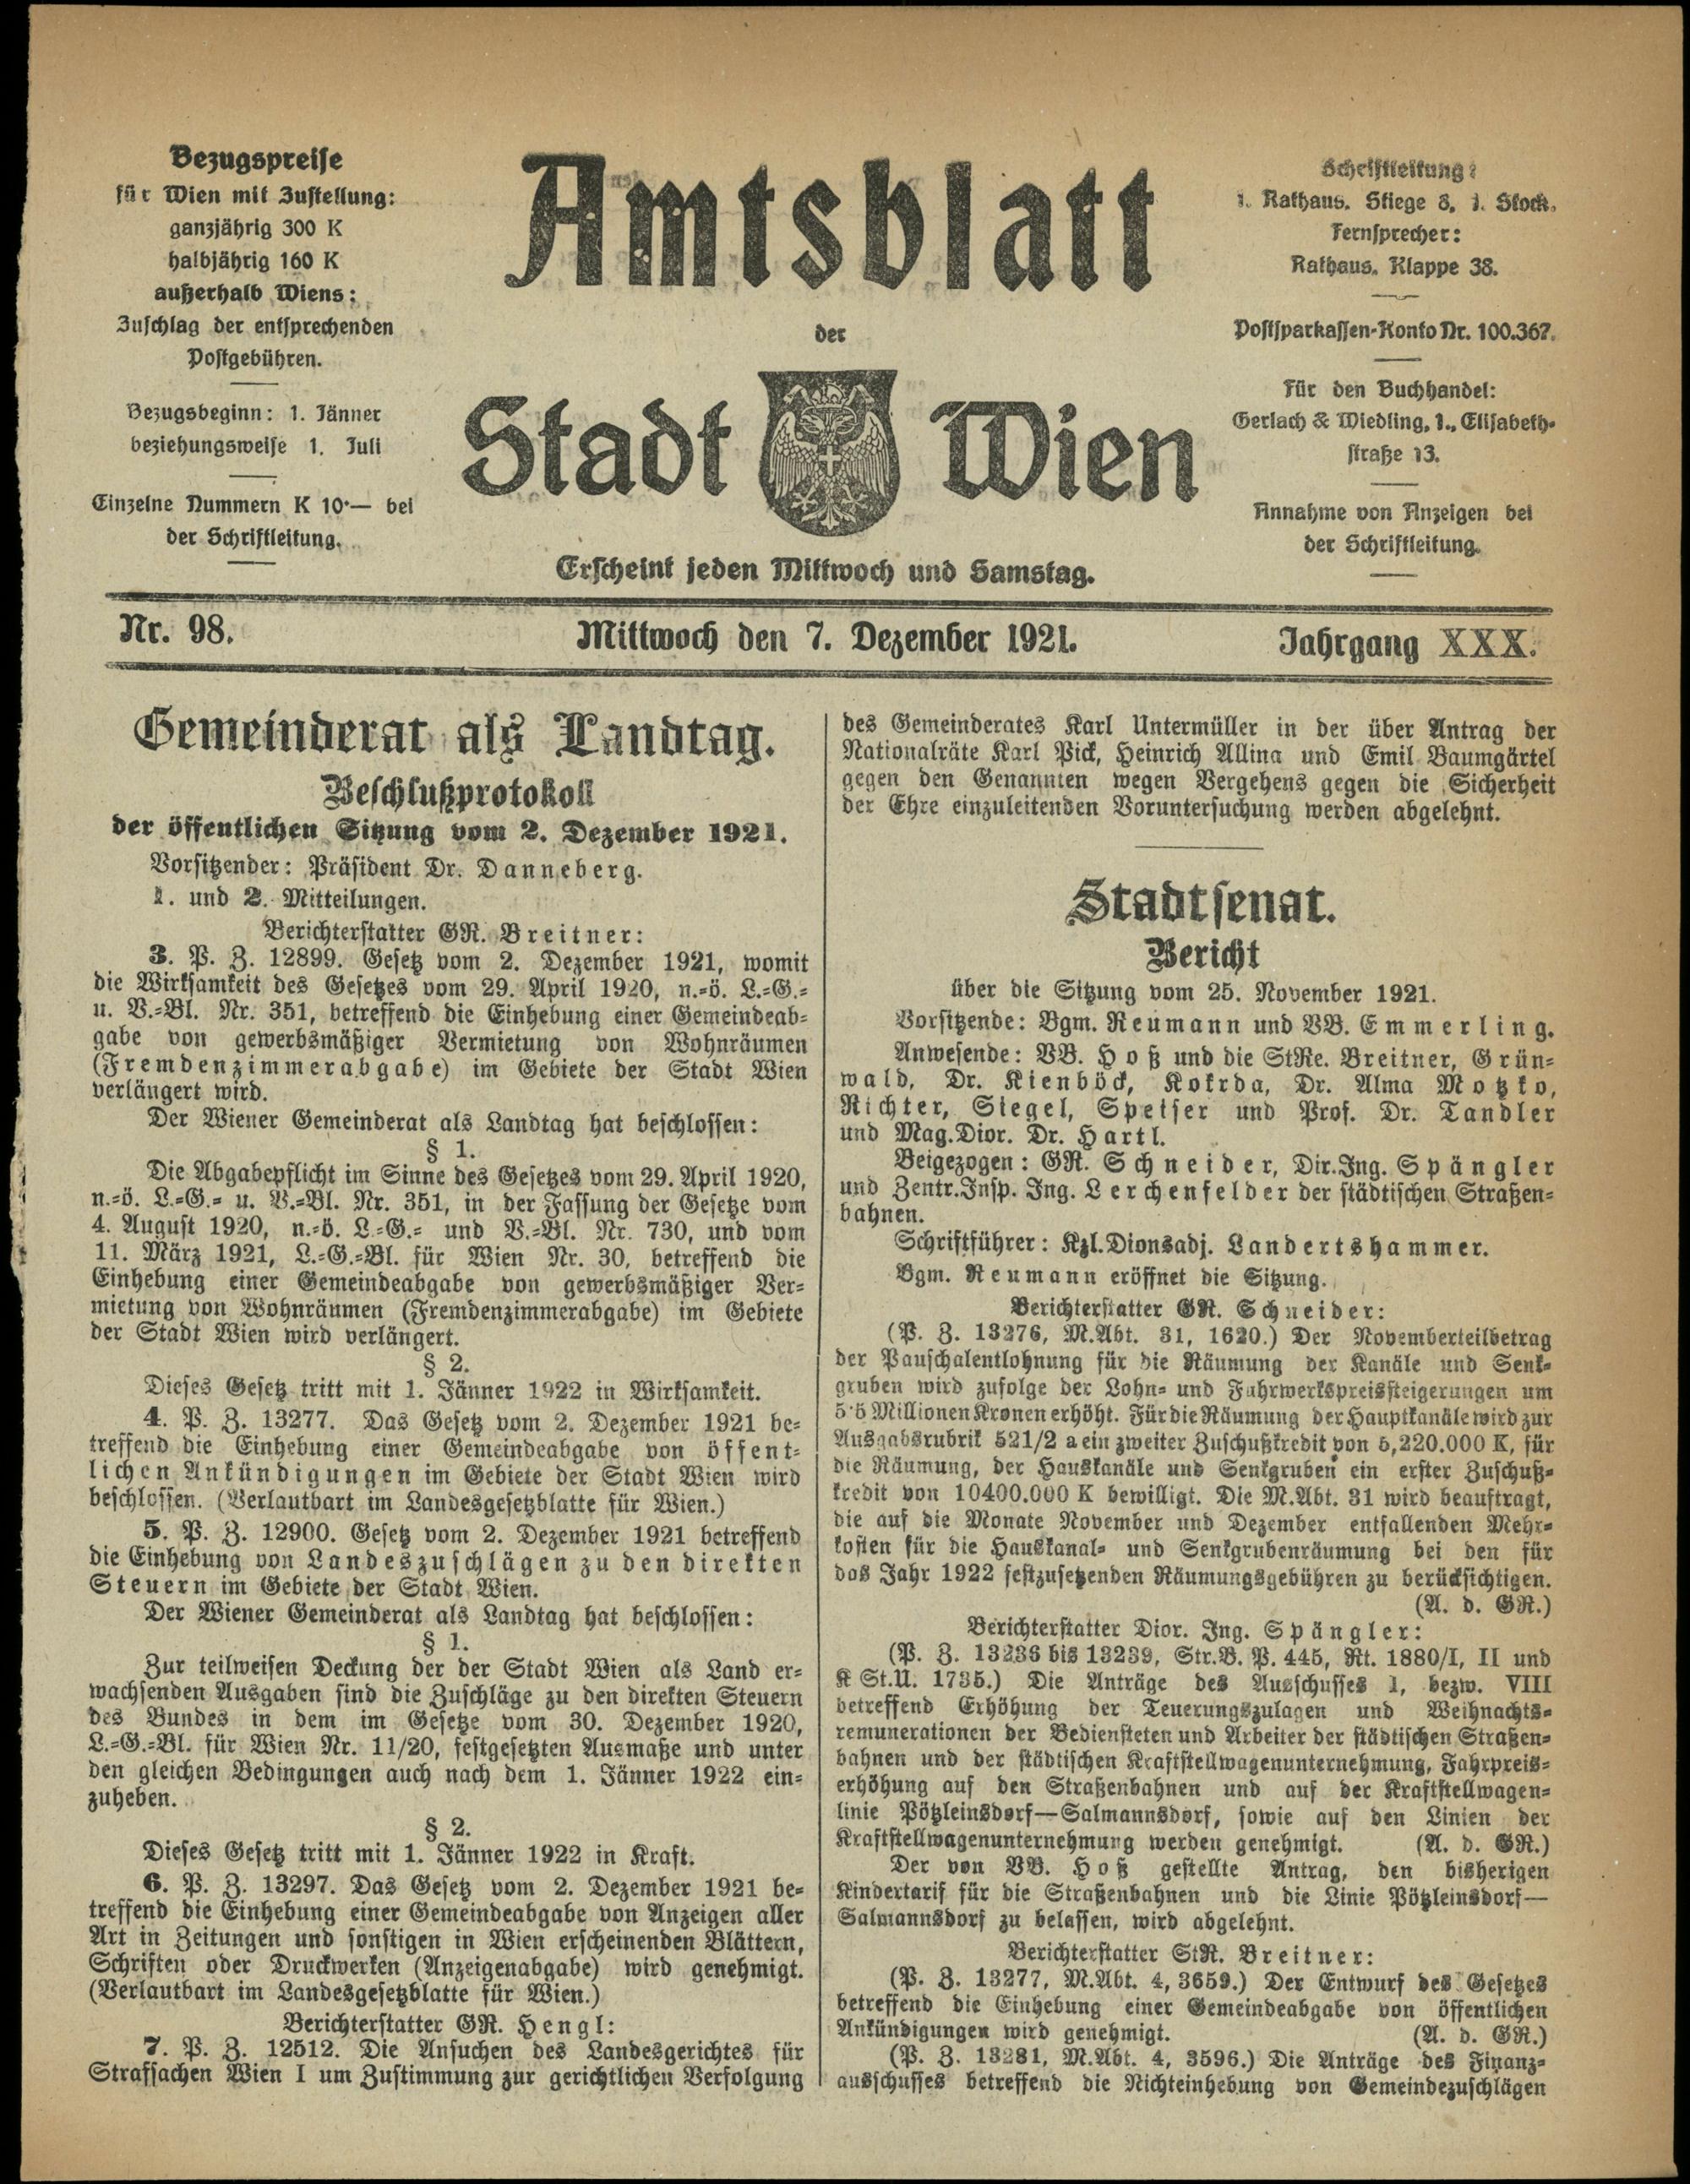 Bezugspreise
für Wien mit Zustellung:
ganzjährig 300 K
halbjährig 160 K
außerhalb Wiens:
Zuschlag der entsprechenden
Postgebühren.
Bezugsbeginn: 1. Jänner
beziehungsweise 1. Juli
Einzelne Nummern K 10·— bei
der Schriftleitung.
Amtsblatt
der
Stadt Wien
Erscheint jeden Mittwoch und Samstag.
Schriftleitung:
1. Rathaus. Stiege 8, 1. Stock.
Fernsprecher:
Rathaus. Klappe 38.
Postsparkassen-Konto Nr. 100.367.
Für den Buchhandel:
Gerlach & Wiedling, 1., Elisabeth-
straße 13.
Annahme von Anzeigen bei
der Schriftleitung.
Nr. 98. Mittwoch den 7. Dezember 1921. Jahrgang XXX.
Gemeinderat als Landtag.
Beschlußprotokoll
der öffentlichen Sitzung vom 2. Dezember 1921.
Vorsitzender: Präsident Dr. Danneberg.
1. und 2. Mitteilungen.
Berichterstatter GR. Breitner:
3. P. Z. 12899. Gesetz vom 2. Dezember 1921, womit
die Wirksamkeit des Gesetzes vom 29. April 1920, n.-ö. L.-G.-
u. V.-Bl. Nr. 351, betreffend die Einhebung einer Gemeindeab-
gabe von gewerbsmäßiger Vermietung von Wohnräumen
(Fremdenzimmerabgabe) im Gebiete der Stadt Wien
verlängert wird.
Der Wiener Gemeinderat als Landtag hat beschlossen:
§ 1.
Die Abgabepflicht im Sinne des Gesetzes vom 29. April 1920,
n.-ö. L.-G.- u. V.-Bl. Nr. 351, in der Fassung der Gesetze vom
4. August 1920, n.-ö. L.-G.- und V.-Bl. Nr. 730, und vom
11. März 1921, L.-G.-Bl. für Wien Nr. 30, betreffend die
Einhebung einer Gemeindeabgabe von gewerbsmäßiger Ver-
mietung von Wohnräumen (Fremdenzimmerabgabe) im Gebiete
der Stadt Wien wird verlängert.
§ 2.
Dieses Gesetz tritt mit 1. Jänner 1922 in Wirksamkeit.
4. P. Z. 13277. Das Gesetz vom 2. Dezember 1921 be-
treffend die Einhebung einer Gemeindeabgabe von öffent-
lichen Ankündigungen im Gebiete der Stadt Wien wird
beschlossen. (Verlautbart im Landesgesetzblatte für Wien.)
5. P. Z. 12900. Gesetz vom 2. Dezember 1921 betreffend
die Einhebung von Landeszuschlägen zu den direkten
Steuern im Gebiete der Stadt Wien.
Der Wiener Gemeinderat als Landtag hat beschlossen:
§ 1.
Zur teilweisen Deckung der der Stadt Wien als Land er-
wachsenden Ausgaben sind die Zuschläge zu den direkten Steuern
des Bundes in dem im Gesetze vom 30. Dezember 1920,
L.-G.-Bl. für Wien Nr. 11/20, festgesetzten Ausmaße und unter
den gleichen Bedingungen auch nach dem 1. Jänner 1922 ein-
zuheben.
§ 2.
Dieses Gesetz tritt mit 1. Jänner 1922 in Kraft.
6. P. Z. 13297. Das Gesetz vom 2. Dezember 1921 be-
treffend die Einhebung einer Gemeindeabgabe von Anzeigen aller
Art in Zeitungen und sonstigen in Wien erscheinenden Blättern,
Schriften oder Druckwerken (Anzeigenabgabe) wird genehmigt.
(Verlautbart im Landesgesetzblatte für Wien.)
Berichterstatter GR. Hengl:
7. P. Z. 12512. Die Ansuchen des Landesgerichtes für
Strafsachen Wien I um Zustimmung zur gerichtlichen Verfolgung
des Gemeinderates Karl Untermüller in der über Antrag der
Nationalräte Karl Pick, Heinrich Allina und Emil Baumgärtel
gegen den Genannten wegen Vergehens gegen die Sicherheit
der Ehre einzuleitenden Voruntersuchung werden abgelehnt.
Stadtsenat.
Bericht
über die Sitzung vom 25. November 1921.
Vorsitzende: Bgm. Reumann und VB. Emmerling.
Anwesende: VB. Hoß und die StRe. Breitner, Grün-
wald, Dr. Kienböck, Kokrda, Dr. Alma Motzko,
Richter, Siegel, Speiser und Prof. Dr. Tandler
und Mag.Dior. Dr. Hartl.
Beigezogen: GR. Schneider, Dir.Ing. Spängler
und Zentr.Insp. Ing. Lerchenfelder der städtischen Straßen-
bahnen.
Schriftführer: Kzl.Dionsadj. Landertshammer.
Bgm. Reumann eröffnet die Sitzung.
Berichterstatter GR. Schneider:
(P. Z. 13276, M.Abt. 31, 1620.) Der Novemberteilbetrag
der Pauschalentlohnung für die Räumung der Kanäle und Senk-
gruben wird zufolge der Lohn- und Fuhrwerkspreissteigerungen um
5·5 Millionen Kronen erhöht. Für die Räumung der Hauptkanäle wird zur
Ausgabsrubrik 521/2 a ein zweiter Zuschußkredit von 5,220.000 K, für
die Räumung, der Hauskanäle und Senkgruben ein erster Zuschuß-
kredit von 10400.000 K bewilligt. Die M.Abt. 31 wird beauftragt,
die auf die Monate November und Dezember entfallenden Mehr-
kosten für die Hauskanal- und Senkgrubenräumung bei den für
das Jahr 1922 festzusetzenden Räumungsgebühren zu berücksichtigen.
(A. d. GR.)
Berichterstatter Dior. Ing. Spängler:
(P. Z. 13236 bis 13239, Str.B. P. 445, Rt. 1880/I, II und
K St.U. 1735.) Die Anträge des Ausschusses 1, bezw. VIII
betreffend Erhöhung der Teuerungszulagen und Weihnachts-
remunerationen der Bediensteten und Arbeiter der städtischen Straßen-
bahnen und der städtischen Kraftstellwagenunternehmung, Fahrpreis-
erhöhung auf den Straßenbahnen und auf der Kraftstellwagen-
linie Pötzleinsdorf—Salmannsdorf, sowie auf den Linien der
Kraftstellwagenunternehmung werden genehmigt. (A. d. GR.)
Der von VB. Hoß gestellte Antrag, den bisherigen
Kindertarif für die Straßenbahnen und die Linie Pötzleinsdorf—
Salmannsdorf zu belassen, wird abgelehnt.
Berichterstatter StR. Breitner:
(P. Z. 13277, M.Abt. 4, 3659.) Der Entwurf des Gesetzes
betreffend die Einhebung einer Gemeindeabgabe von öffentlichen
Ankündigungen wird genehmigt. (A. d. GR.)
(P. Z. 13281, M.Abt. 4, 3596.) Die Anträge des Finanz-
ausschusses betreffend die Nichteinhebung von Gemeindezuschlägen